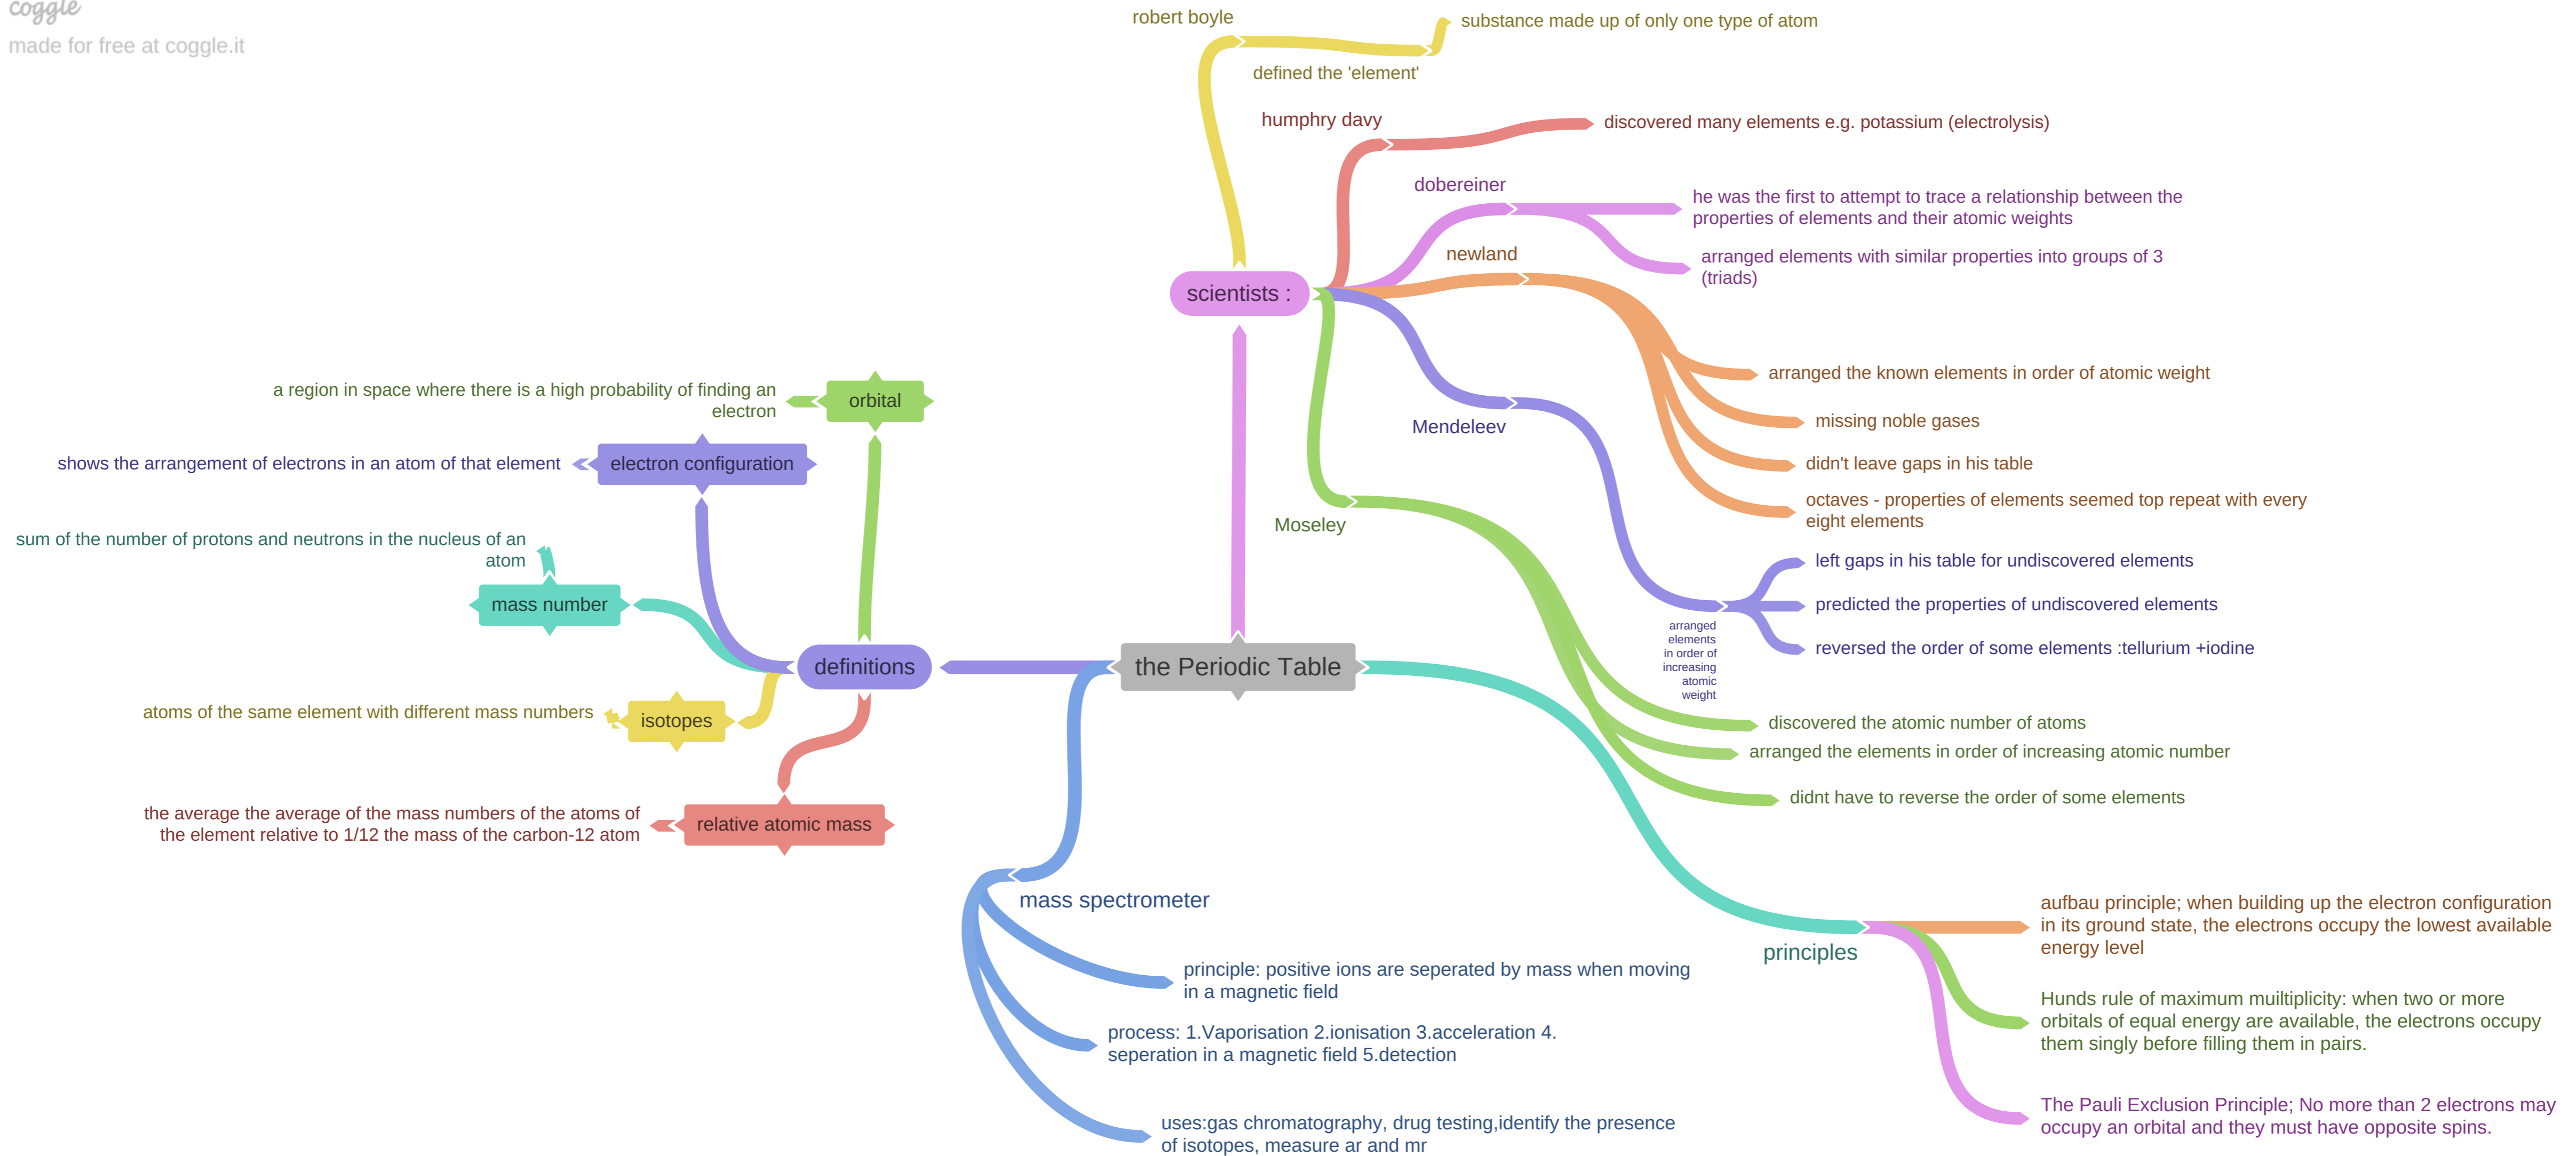 coggle
made for free at coggle.it
robert boyle
defined the 'element'
substance made up of only one type of atom
humphry davy
discovered many elements e.g. potassium (electrolysis)
dobereiner
he was the first to attempt to trace a relationship between the
properties of elements and their atomic weights
arranged elements with similar properties into groups of 3
(triads)
scientists :
newland
arranged the known elements in order of atomic weight
missing noble gases
didn't leave gaps in his table
octaves - properties of elements seemed top repeat with every
eight elements
Mendeleev
arranged
elements
in order of
increasing
atomic
weight
left gaps in his table for undiscovered elements
predicted the properties of undiscovered elements
reversed the order of some elements :tellurium +iodine
Moseley
discovered the atomic number of atoms
arranged the elements in order of increasing atomic number
didnt have to reverse the order of some elements
the Periodic Table
definitions
orbital
a region in space where there is a high probability of finding an
electron
electron configuration
shows the arrangement of electrons in an atom of that element
mass number
sum of the number of protons and neutrons in the nucleus of an
atom
isotopes
atoms of the same element with different mass numbers
relative atomic mass
the average the average of the mass numbers of the atoms of
the element relative to 1/12 the mass of the carbon-12 atom
mass spectrometer
principle: positive ions are seperated by mass when moving
in a magnetic field
process: 1.Vaporisation 2.ionisation 3.acceleration 4.
seperation in a magnetic field 5.detection
uses:gas chromatography, drug testing,identify the presence
of isotopes, measure ar and mr
principles
aufbau principle; when building up the electron configuration
in its ground state, the electrons occupy the lowest available
energy level
Hunds rule of maximum muiltiplicity: when two or more
orbitals of equal energy are available, the electrons occupy
them singly before filling them in pairs.
The Pauli Exclusion Principle; No more than 2 electrons may
occupy an orbital and they must have opposite spins.